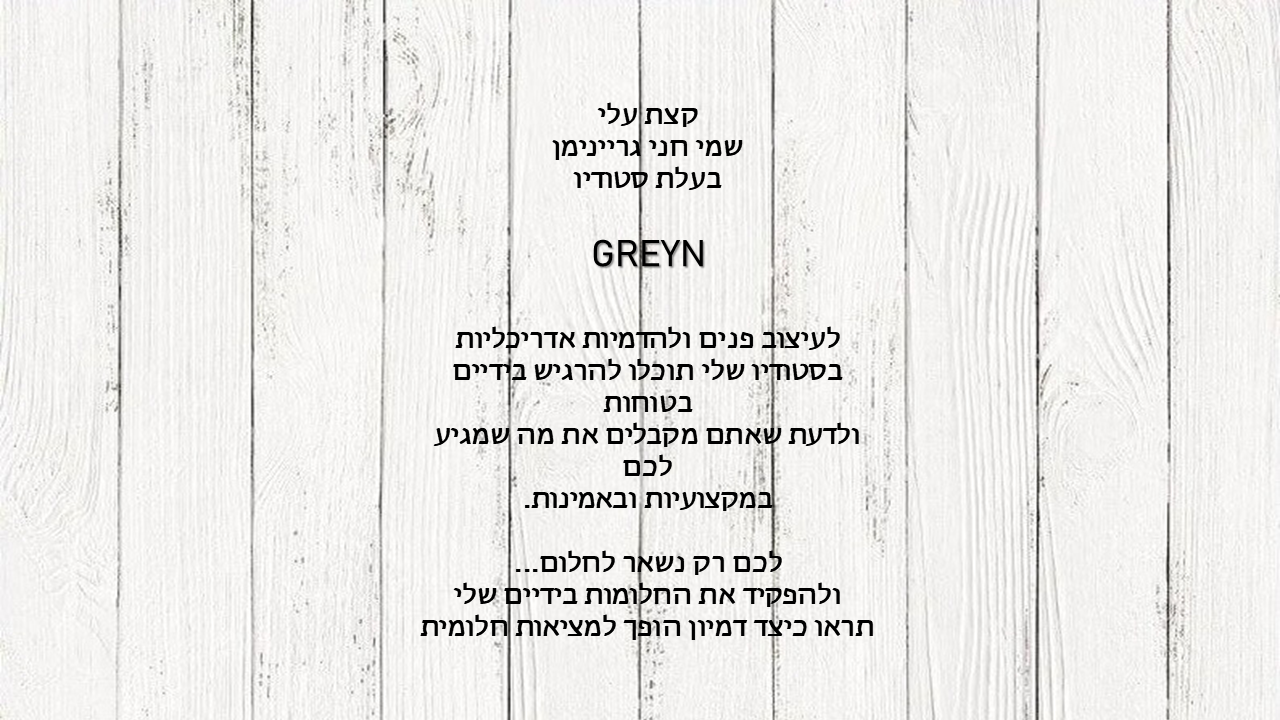 קצת עלי
שמי חני גריינימן
בעלת סטודיו
GREYN
לעיצוב פנים ולהדמיות אדריכליות
בסטודיו שלי תוכלו להרגיש בידיים
בטוחות
ולדעת שאתם מקבלים את מה שמגיע
לכם
במקצועיות ובאמינות.
לכם רק נשאר לחלום...
ולהפקיד את החלומות בידיים שלי
תראו כיצד דמיון הופך למציאות חלומית